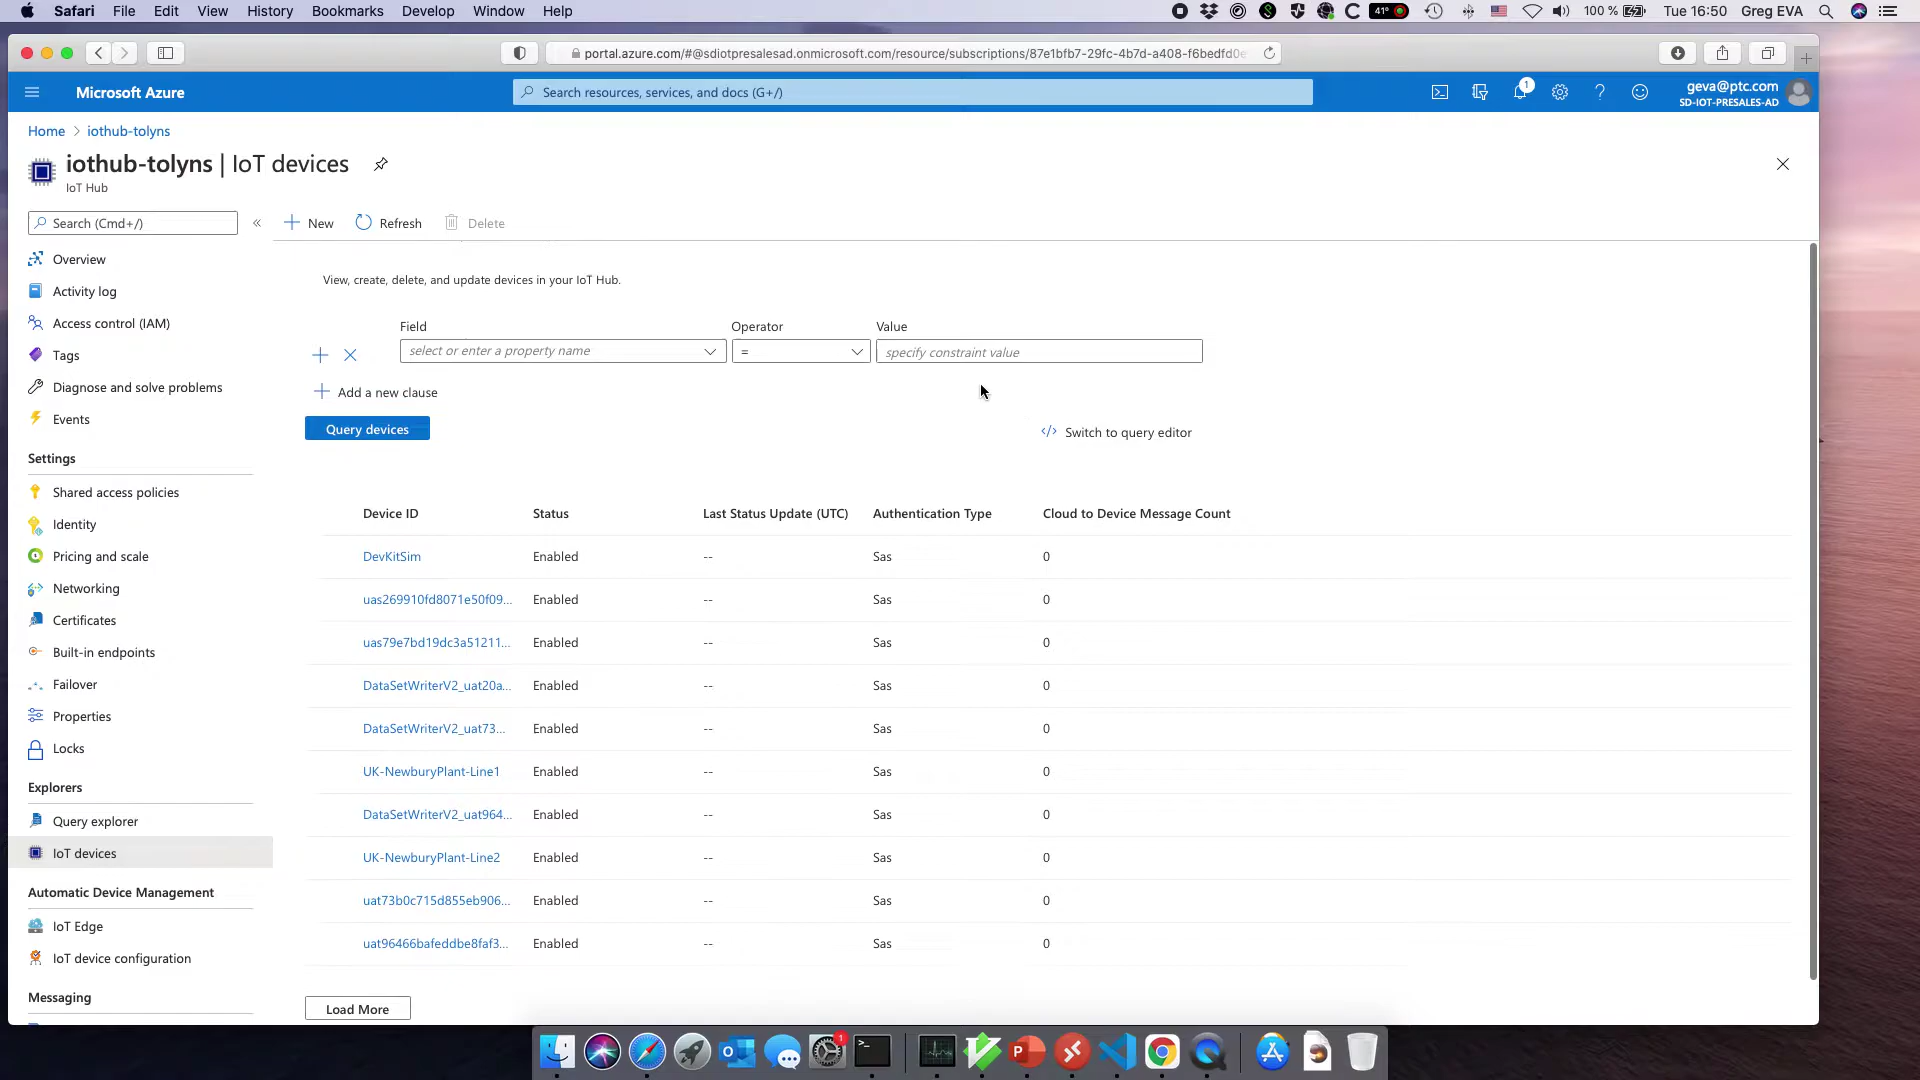 Safari File Edit View History Bookmarks Develop Window Help 41° 100 % Tue 16:50 Greg EVA
portal.azure.com/#@sdiotpresalesad.onmicrosoft.com/resource/subscriptions/87e1bfb7-29fc-4b7d-a408-f6bedfd0e
Microsoft Azure
Search resources, services, and docs (G+/)
1
geva@ptc.com
SD-IOT-PRESALES-AD
Home > iothub-tolyns
iothub-tolyns | IoT devices
IoT Hub
Search (Cmd+/)
«
New Refresh Delete
Overview
Activity log
Access control (IAM)
Tags
Diagnose and solve problems
Events
Settings
Shared access policies
Identity
Pricing and scale
Networking
Certificates
Built-in endpoints
Failover
Properties
Locks
Explorers
Query explorer
IoT devices
Automatic Device Management
IoT Edge
IoT device configuration
Messaging
View, create, delete, and update devices in your IoT Hub.
Field Operator Value
select or enter a property name = specify constraint value
Add a new clause
Query devices
</> Switch to query editor
Device ID Status Last Status Update (UTC) Authentication Type Cloud to Device Message Count
DevKitSim Enabled -- Sas 0
uas269910fd8071e50f09... Enabled -- Sas 0
uas79e7bd19dc3a51211... Enabled -- Sas 0
DataSetWriterV2_uat20a... Enabled -- Sas 0
DataSetWriterV2_uat73... Enabled -- Sas 0
UK-NewburyPlant-Line1 Enabled -- Sas 0
DataSetWriterV2_uat964... Enabled -- Sas 0
UK-NewburyPlant-Line2 Enabled -- Sas 0
uat73b0c715d855eb906... Enabled -- Sas 0
uat96466bafeddbe8faf3... Enabled -- Sas 0
Load More
1